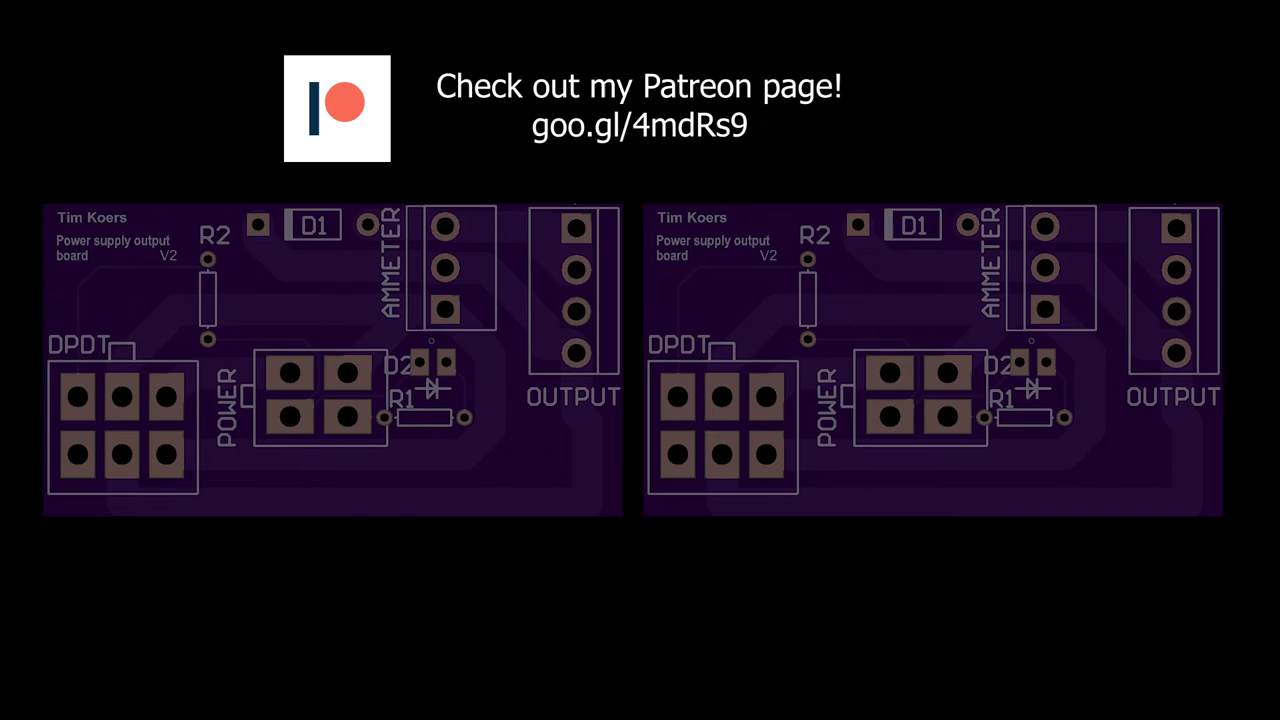 Check out my Patreon page!
goo.gl/4mdRs9
Tim Koers
Power supply output
board V2
R2
D1
AMMETER
OUTPUT
DPDT
POWER
D2
R1
Tim Koers
Power supply output
board V2
R2
D1
AMMETER
OUTPUT
DPDT
POWER
D2
R1